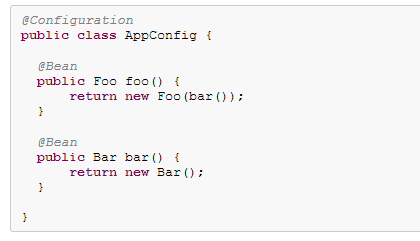 @Configuration
public class AppConfig {
@Bean
public Foo foo() {
return new Foo(bar());
}
@Bean
public Bar bar() {
return new Bar();
}
}